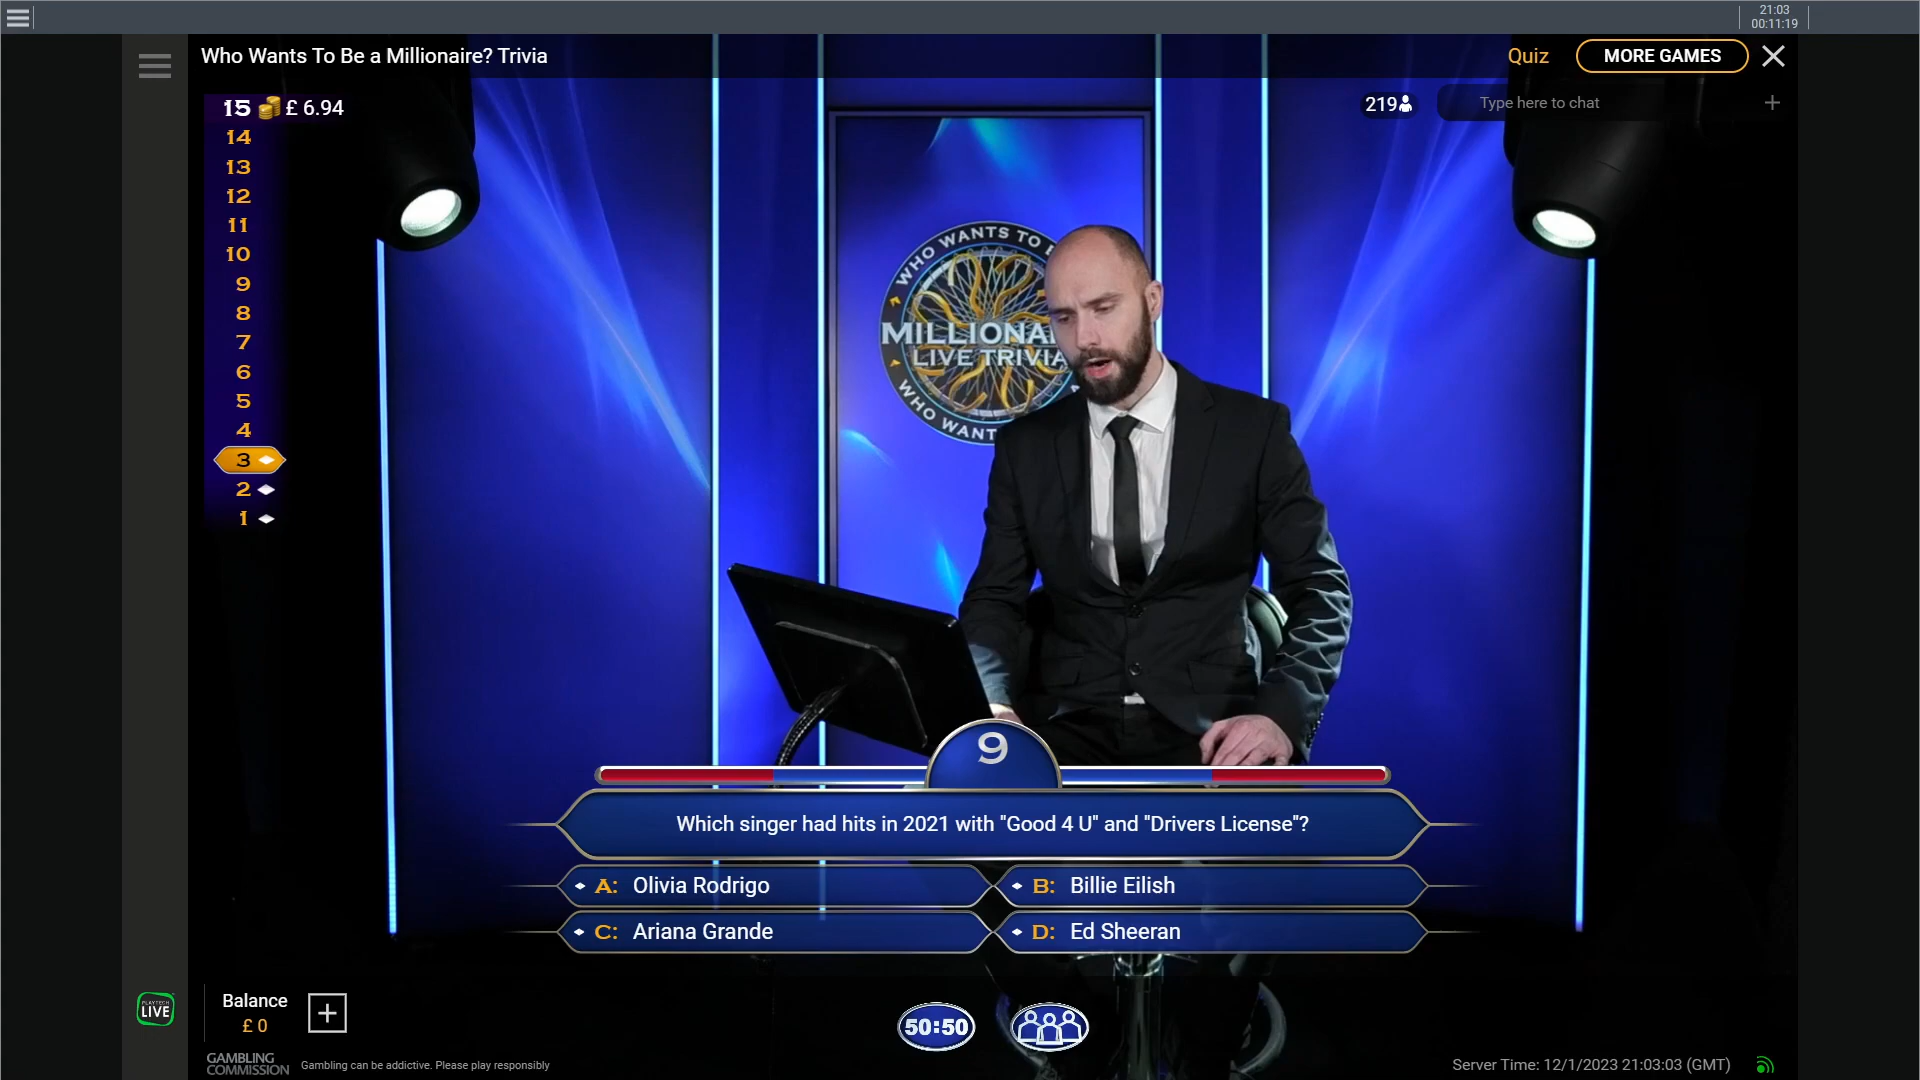 21:03
00:11:19
Who Wants To Be a Millionaire? Trivia
Quiz
MORE GAMES
15 £ 6.94
219
Type here to chat
14
13
12
11
10
9
8
7
6
5
4
3
2
1
WHO WANTS TO
MILLIONA
LIVE TRIVIA
WHO WANT
9
Which singer had hits in 2021 with "Good 4 U" and "Drivers License"?
A: Olivia Rodrigo
B: Billie Eilish
C: Ariana Grande
D: Ed Sheeran
PLAYTECH
LIVE
Balance
£ 0
50:50
GAMBLING
COMMISSION
Gambling can be addictive. Please play responsibly
Server Time: 12/1/2023 21:03:03 (GMT)